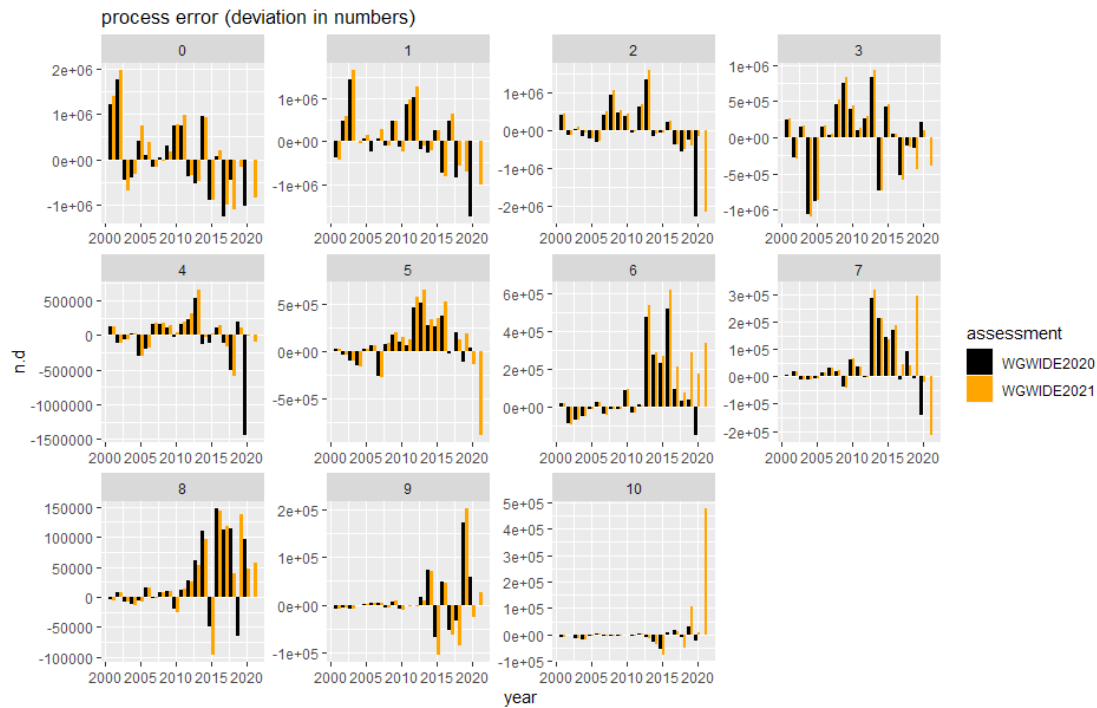 process error (deviation in numbers)
0 1 2 3
2e+06
1e+06
0e+00
-1e+06
1e+06
0e+00
-1e+06
1e+06
0e+00
-1e+06
-2e+06
1e+06
5e+05
0e+00
-5e+05
-1e+06
2000 2005 2010 2015 2020 2000 2005 2010 2015 2020 2000 2005 2010 2015 2020 2000 2005 2010 2015 2020
4 5 6 7
500000
0
-500000
-1000000
-1500000
5e+05
0e+00
-5e+05
6e+05
4e+05
2e+05
0e+00
3e+05
2e+05
1e+05
0e+00
-1e+05
-2e+05
2000 2005 2010 2015 2020 2000 2005 2010 2015 2020 2000 2005 2010 2015 2020 2000 2005 2010 2015 2020
8 9 10
150000
100000
50000
0
-50000
-100000
2e+05
1e+05
0e+00
-1e+05
5e+05
4e+05
3e+05
2e+05
1e+05
0e+00
-1e+05
2000 2005 2010 2015 2020 2000 2005 2010 2015 2020 2000 2005 2010 2015 2020
n.d
year
assessment
WGWIDE2020
WGWIDE2021